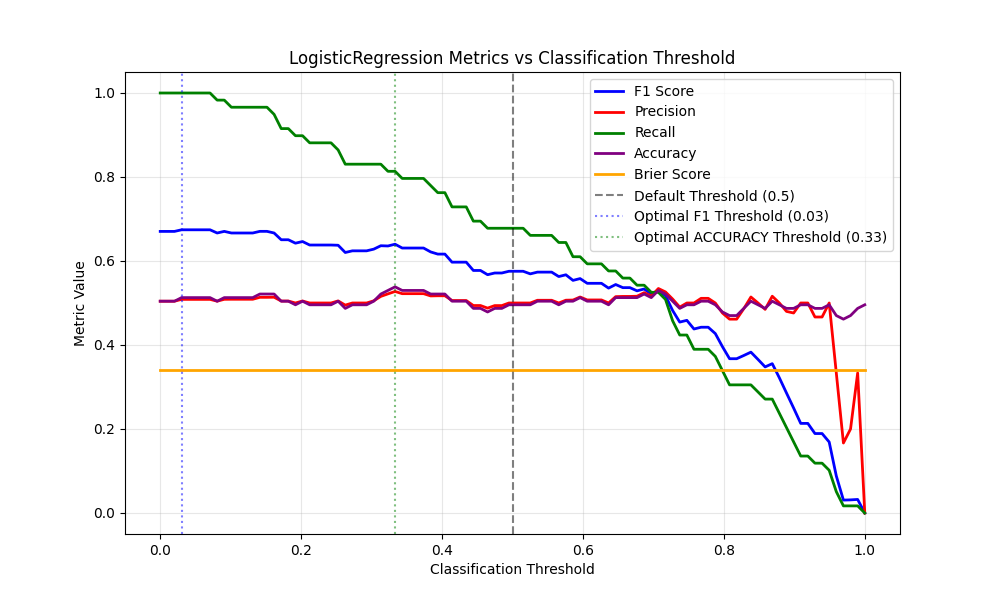 LogisticRegression Metrics vs Classification Threshold
1.0
0.8
0.6
0.4
0.2
0.0
Metric Value
F1 Score
Precision
Recall
Accuracy
Brier Score
Default Threshold (0.5)
Optimal F1 Threshold (0.03)
Optimal ACCURACY Threshold (0.33)
0.0 0.2 0.4 0.6 0.8 1.0
Classification Threshold